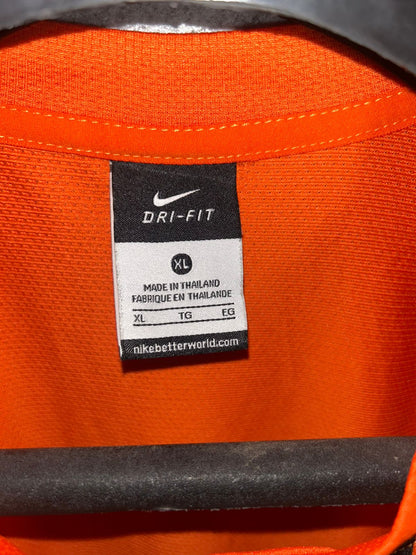 DRI-FIT
XL
MADE IN THAILAND
FABRIQUE EN THAILANDE
XL TG EG
nikebetterworld.com